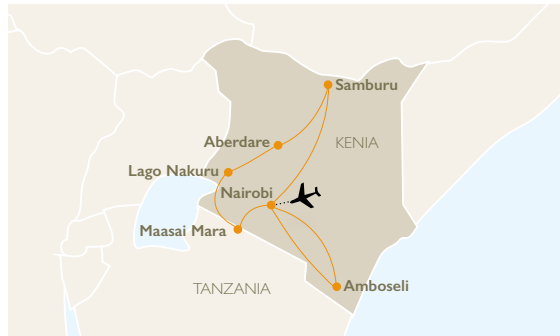 Samburu
Aberdare
KENIA
Lago Nakuru
Nairobi
Maasai Mara
TANZANIA
Amboseli